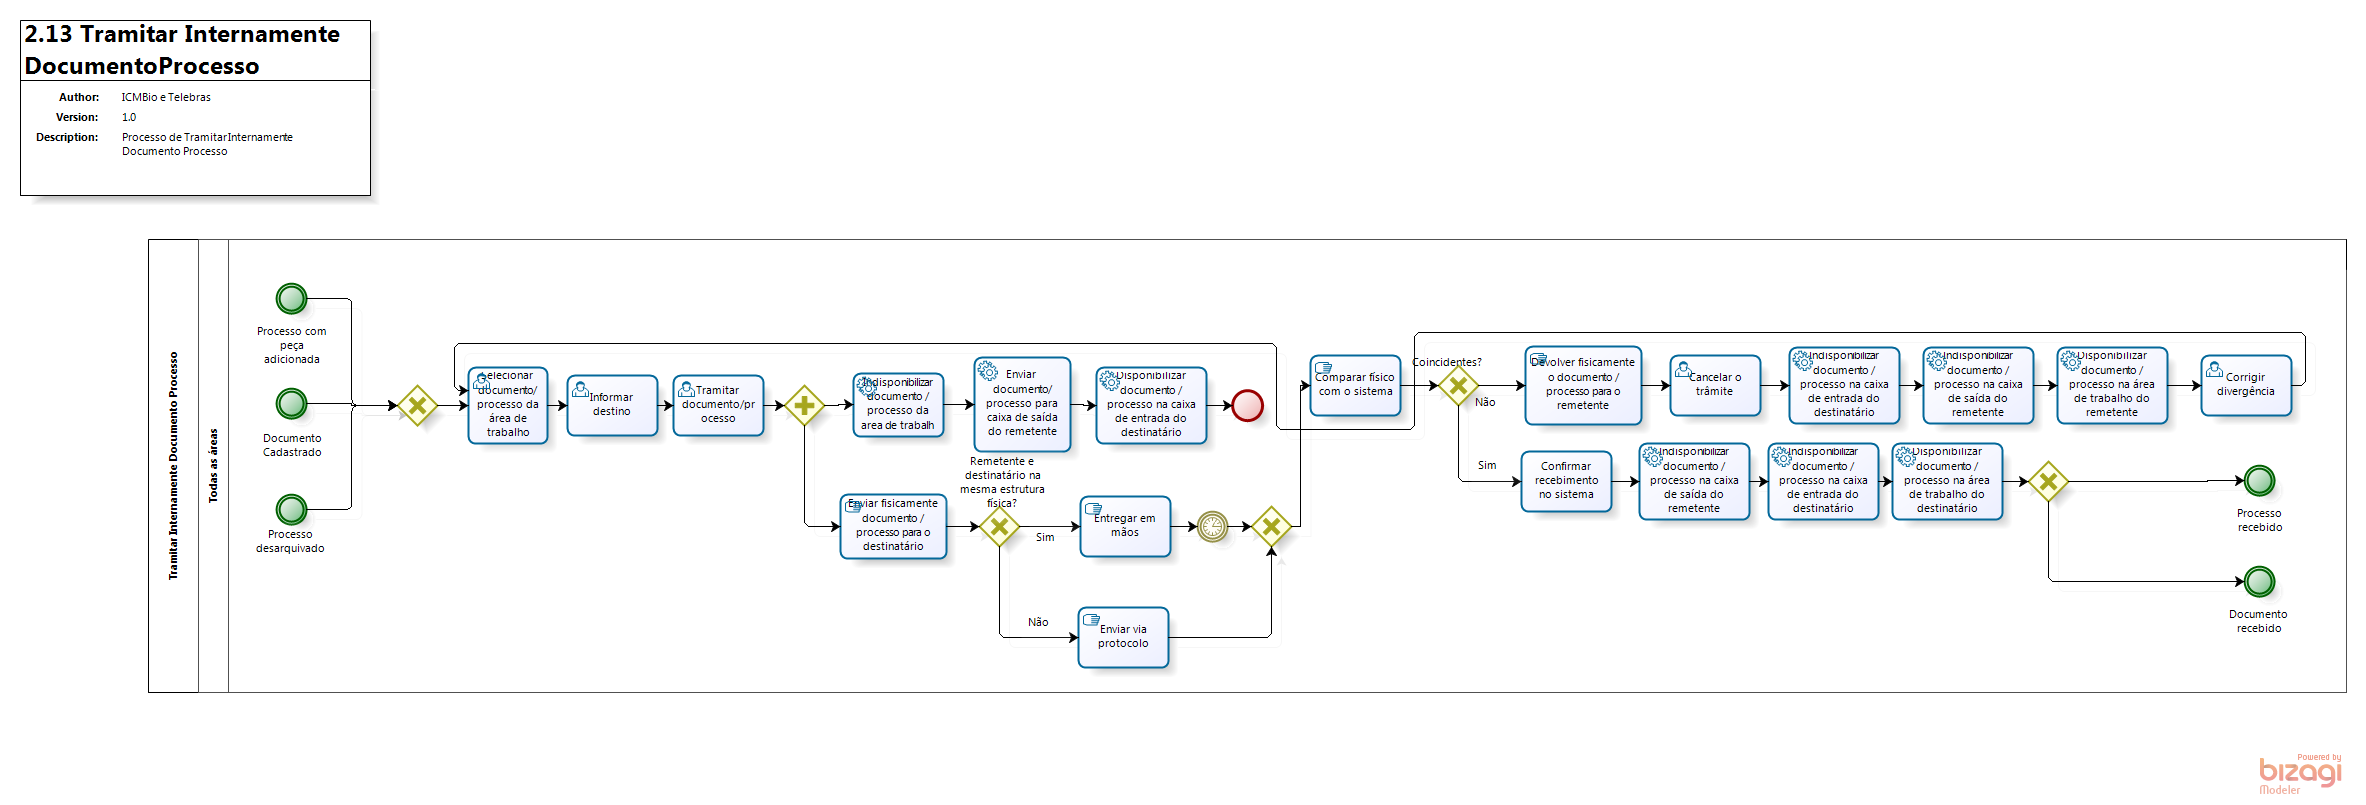 2.13 Tramitar Internamente
DocumentoProcesso
Author: ICMBio e Telebras
Version: 1.0
Description: Processo de Tramitar Internamente
Documento Processo
Tramitar Internamente Documento Processo
Todas as áreas
Processo com
peça
adicionada
Documento
Cadastrado
Processo
desarquivado
Selecionar
documento/
processo da
área de
trabalho
Informar
destino
Tramitar
documento/pr
ocesso
Indisponibilizar
documento /
processo da
area de trabalh
Enviar
documento/
processo para
caixa de saída
do remetente
Disponibilizar
documento /
processo na caixa
de entrada do
destinatário
Enviar fisicamente
documento /
processo para o
destinatário
Remetente e
destinatário na
mesma estrutura
física?
Sim
Entregar em
mãos
Não
Enviar via
protocolo
Comparar físico
com o sistema
Coincidentes?
Não
Devolver fisicamente
o documento /
processo para o
remetente
Cancelar o
trâmite
Indisponibilizar
documento /
processo na caixa
de entrada do
destinatário
Indisponibilizar
documento /
processo na caixa
de saída do
remetente
Disponibilizar
documento /
processo na área
de trabalho do
remetente
Corrigir
divergência
Sim
Confirmar
recebimento
no sistema
Indisponibilizar
documento /
processo na caixa
de saída do
remetente
Indisponibilizar
documento /
processo na caixa
de entrada do
destinatário
Disponibilizar
documento /
processo na área
de trabalho do
destinatário
Processo
recebido
Documento
recebido
Powered by
bizagi
Modeler